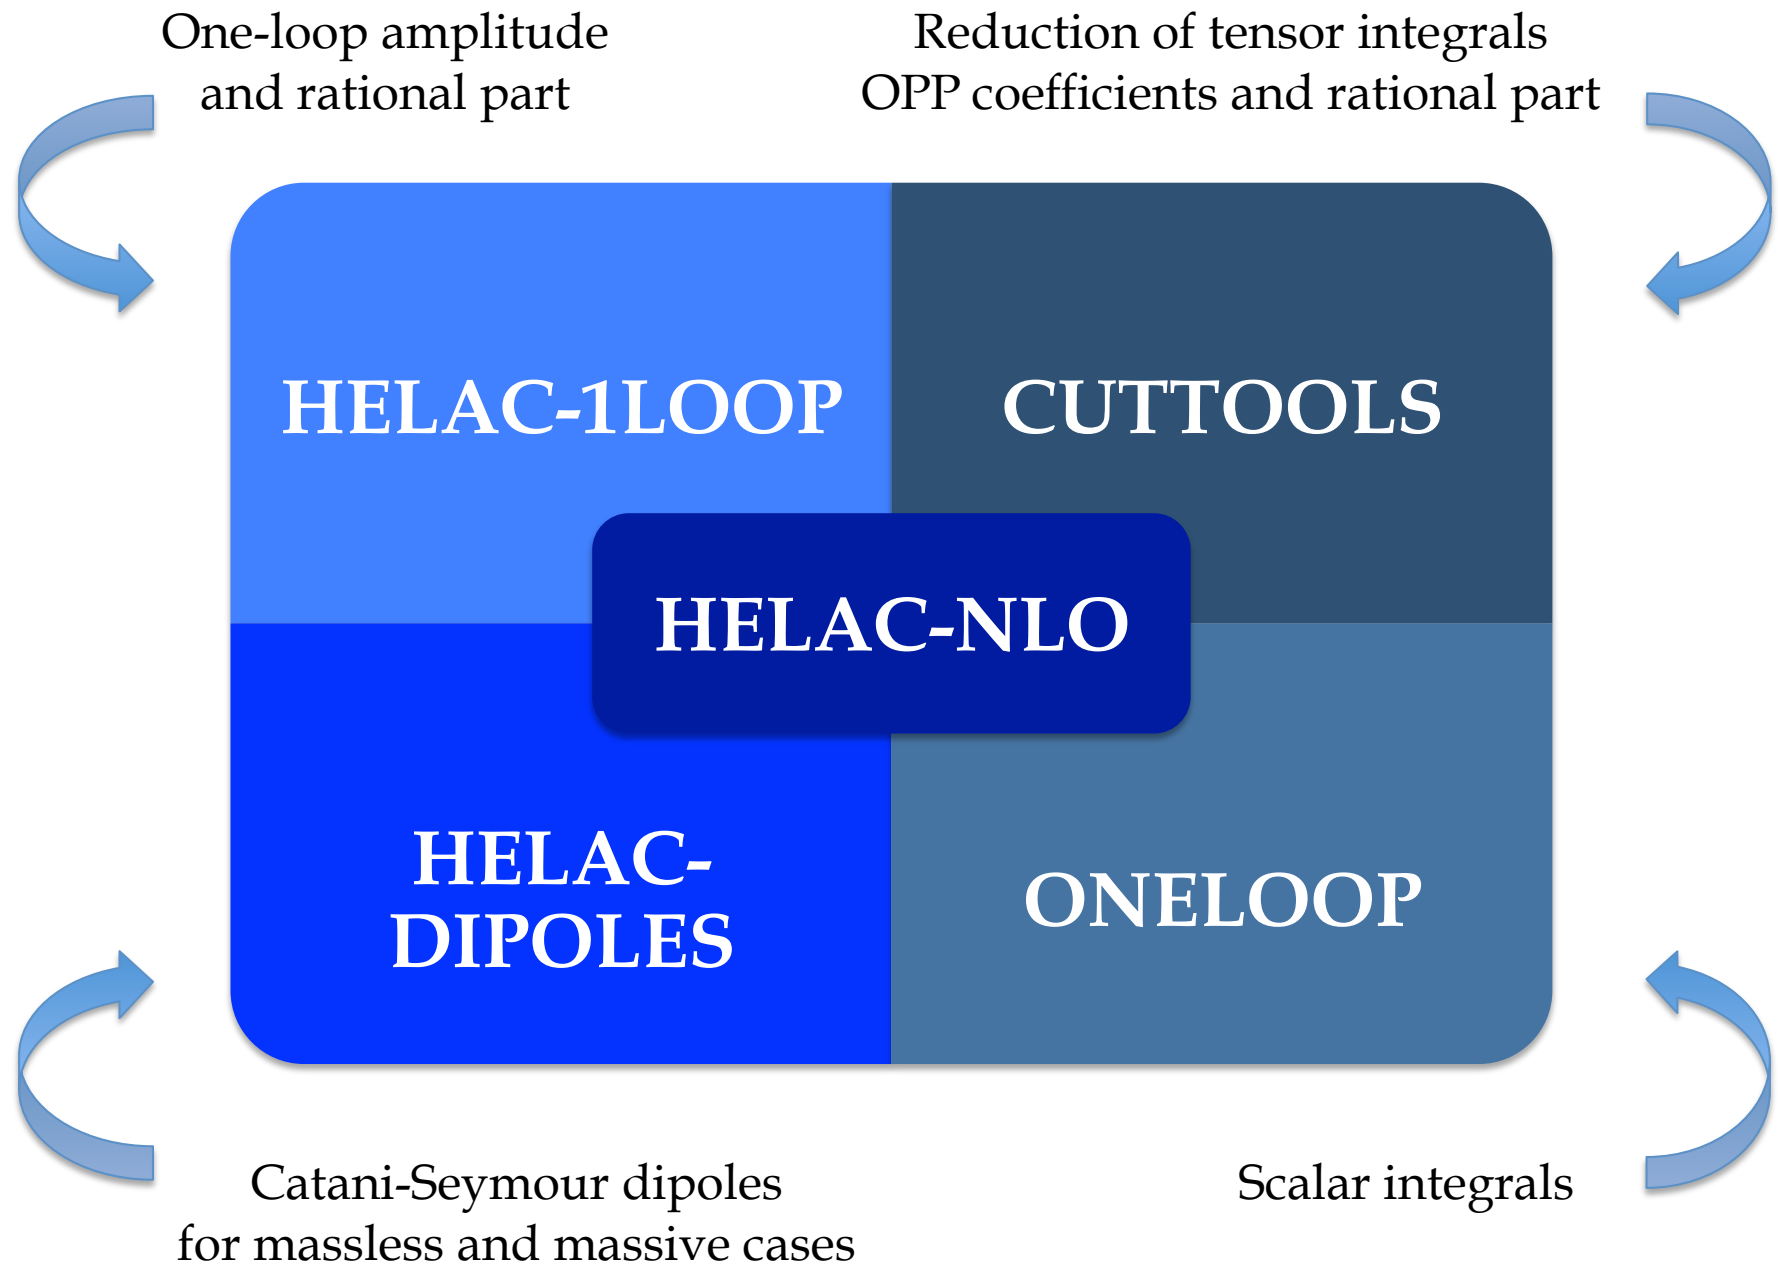 One-loop amplitude
and rational part
Reduction of tensor integrals
OPP coefficients and rational part
HELAC-1LOOP
CUTTOOLS
HELAC-NLO
HELAC-
DIPOLES
ONELOOP
Catani-Seymour dipoles
for massless and massive cases
Scalar integrals